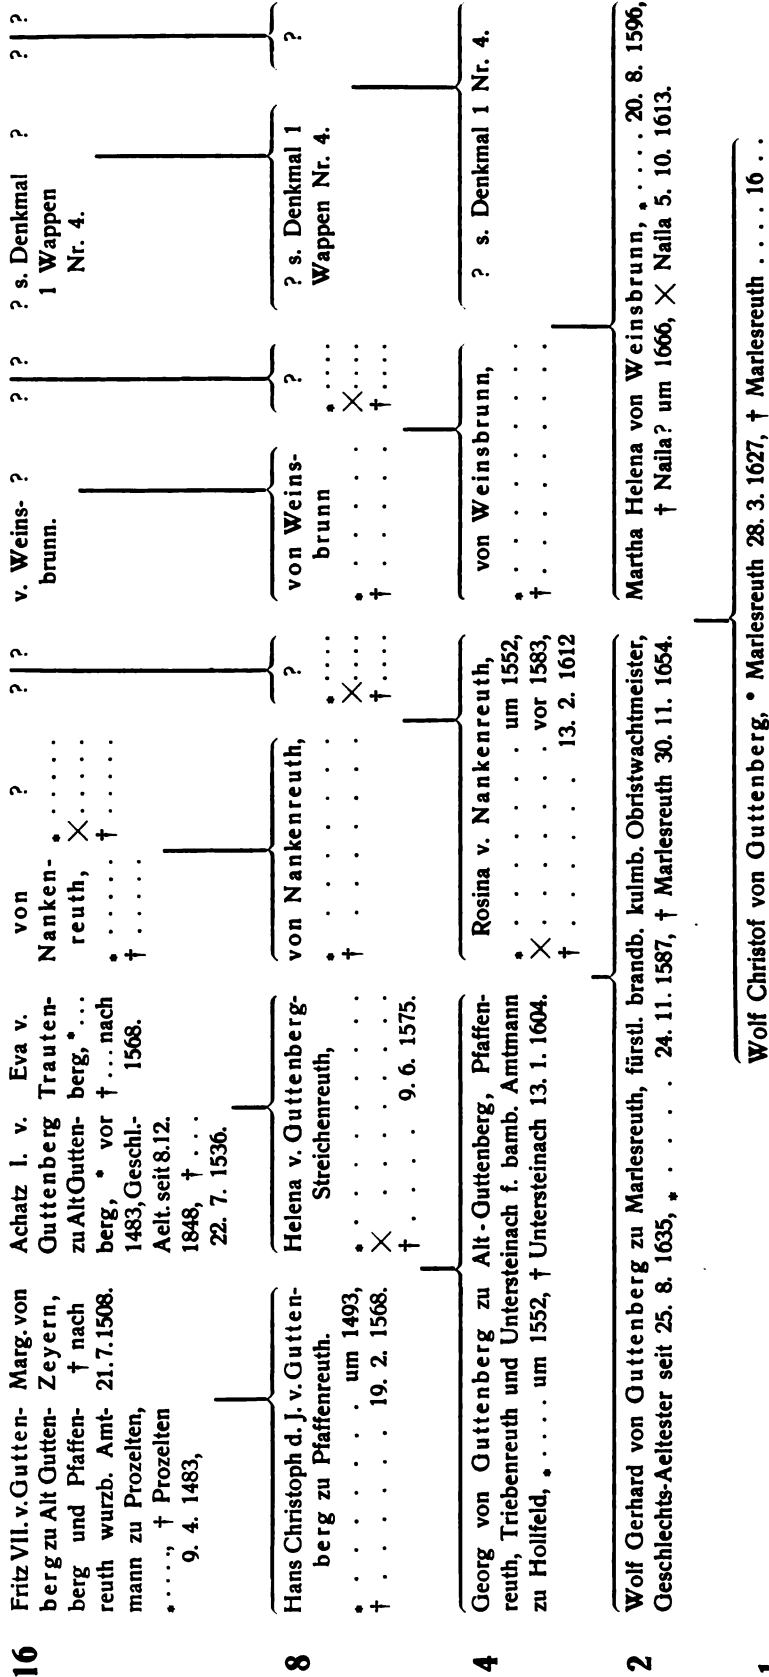 16
Fritz VII. v. Gutten-
berg zu Alt Gutten-
berg und Pfaffen-
reuth wurzb. Amt-
mann zu Prozelten,
* . . . ., † Prozelten
9. 4. 1483,
Marg. von
Zeyern,
† nach
21. 7. 1508.
Achatz I. v.
Guttenberg
zu Alt Gutten-
berg, * vor
1483, Geschl.-
Aelt. seit 8. 12.
1848, † . . . .
22. 7. 1536.
Eva v.
Trauten-
berg, * . . .
† . . . nach
1568.
von
Nanken-
reuth,
* . . . . .
† . . . . .
?
* . . . . .
× . . . . .
† . . . . .
? ?
v. Weins-
brunn.
?
? ?
? s. Denkmal
1 Wappen
Nr. 4.
?
? ?
8
Hans Christoph d. J. v. Gutten-
berg zu Pfaffenreuth.
* . . . . . . . . . um 1493,
† . . . . . . . . 19. 2. 1568.
Helena v. Guttenberg-
Streichenreuth,
* . . . . . . . . . .
× . . . . . . . . . .
† . . . . . 9. 6. 1575.
von Nankenreuth,
* . . . . . . . . .
† . . . . . . . . .
?
* . . . .
× . . . .
† . . . .
von Weins-
brunn
* . . . . . .
† . . . . . .
?
* . . . .
× . . . .
† . . . .
? s. Denkmal 1
Wappen Nr. 4.
?
4
Georg von Guttenberg zu Alt-Guttenberg, Pfaffen-
reuth, Triebenreuth und Untersteinach f. bamb. Amtmann
zu Hollfeld, * . . . . um 1552, † Untersteinach 13. 1. 1604.
Rosina v. Nankenreuth,
* . . . . . . . . um 1552,
× . . . . . . . . vor 1583,
† . . . . . . . 13. 2. 1612
von Weinsbrunn,
* . . . . . . . . . .
† . . . . . . . . . .
? s. Denkmal 1 Nr. 4.
2
Wolf Gerhard von Guttenberg zu Marlesreuth, fürstl. brandb. kulmb. Obristwachtmeister,
Geschlechts-Aeltester seit 25. 8. 1635, * . . . . . 24. 11. 1587, † Marlesreuth 30. 11. 1654.
Martha Helena von Weinsbrunn, * . . . . . 20. 8. 1596,
† Naila? um 1666, × Naila 5. 10. 1613.
1
Wolf Christof von Guttenberg, * Marlesreuth 28. 3. 1627, † Marlesreuth . . . . 16 . .